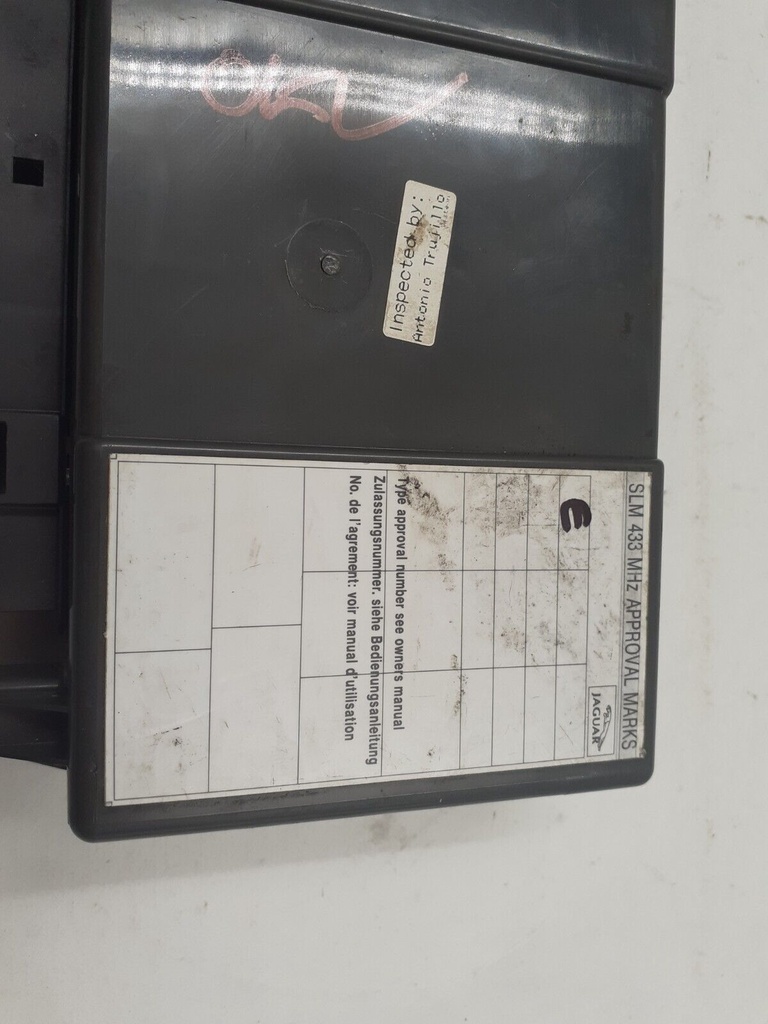 Inspected by:
Antonio Trujillo
SLM 433 MHz APPROVAL MARKS
JAGUAR
E
Type approval number see owners manual
Zulassungsnummer. siehe Bedienungsanleitung
No. de l'agrement: voir manual d'utilisation